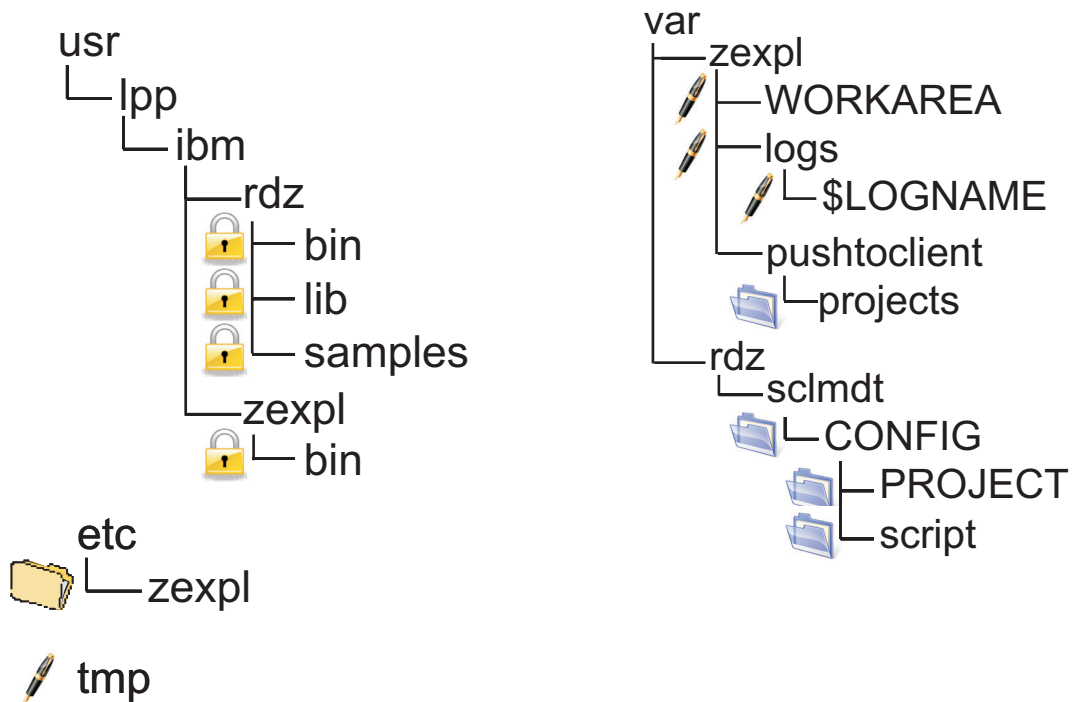 usr
lpp
ibm
rdz
bin
lib
samples
zexpl
bin
etc
zexpl
tmp
var
zexpl
WORKAREA
logs
$LOGNAME
pushtoclient
projects
rdz
sclmdt
CONFIG
PROJECT
script